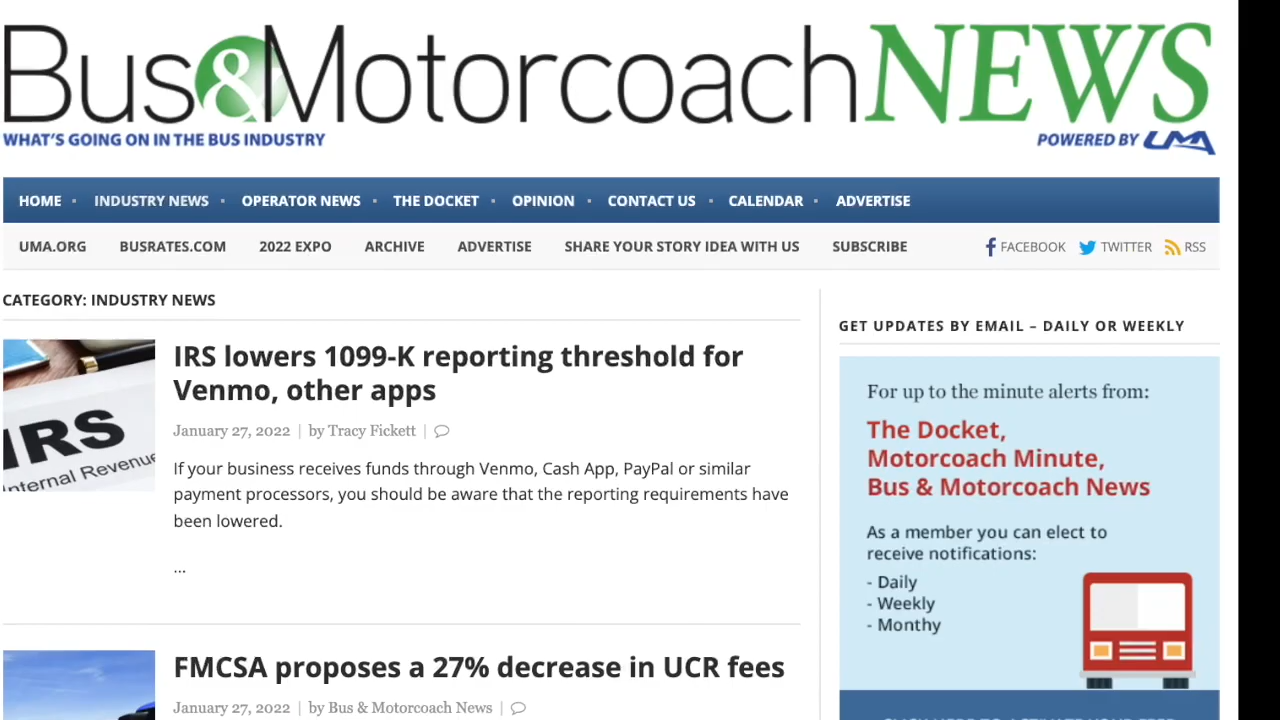 Bus&MotorcoachNEWS
WHAT'S GOING ON IN THE BUS INDUSTRY
POWERED BY UMA
HOME INDUSTRY NEWS OPERATOR NEWS THE DOCKET OPINION CONTACT US CALENDAR ADVERTISE
UMA.ORG BUSRATES.COM 2022 EXPO ARCHIVE ADVERTISE SHARE YOUR STORY IDEA WITH US SUBSCRIBE FACEBOOK TWITTER RSS
CATEGORY: INDUSTRY NEWS
IRS
nternal Revenue
IRS lowers 1099-K reporting threshold for
Venmo, other apps
January 27, 2022 | by Tracy Fickett |
If your business receives funds through Venmo, Cash App, PayPal or similar
payment processors, you should be aware that the reporting requirements have
been lowered.
...
FMCSA proposes a 27% decrease in UCR fees
January 27, 2022 | by Bus & Motorcoach News |
GET UPDATES BY EMAIL – DAILY OR WEEKLY
For up to the minute alerts from:
The Docket,
Motorcoach Minute,
Bus & Motorcoach News
As a member you can elect to
receive notifications:
- Daily
- Weekly
- Monthy